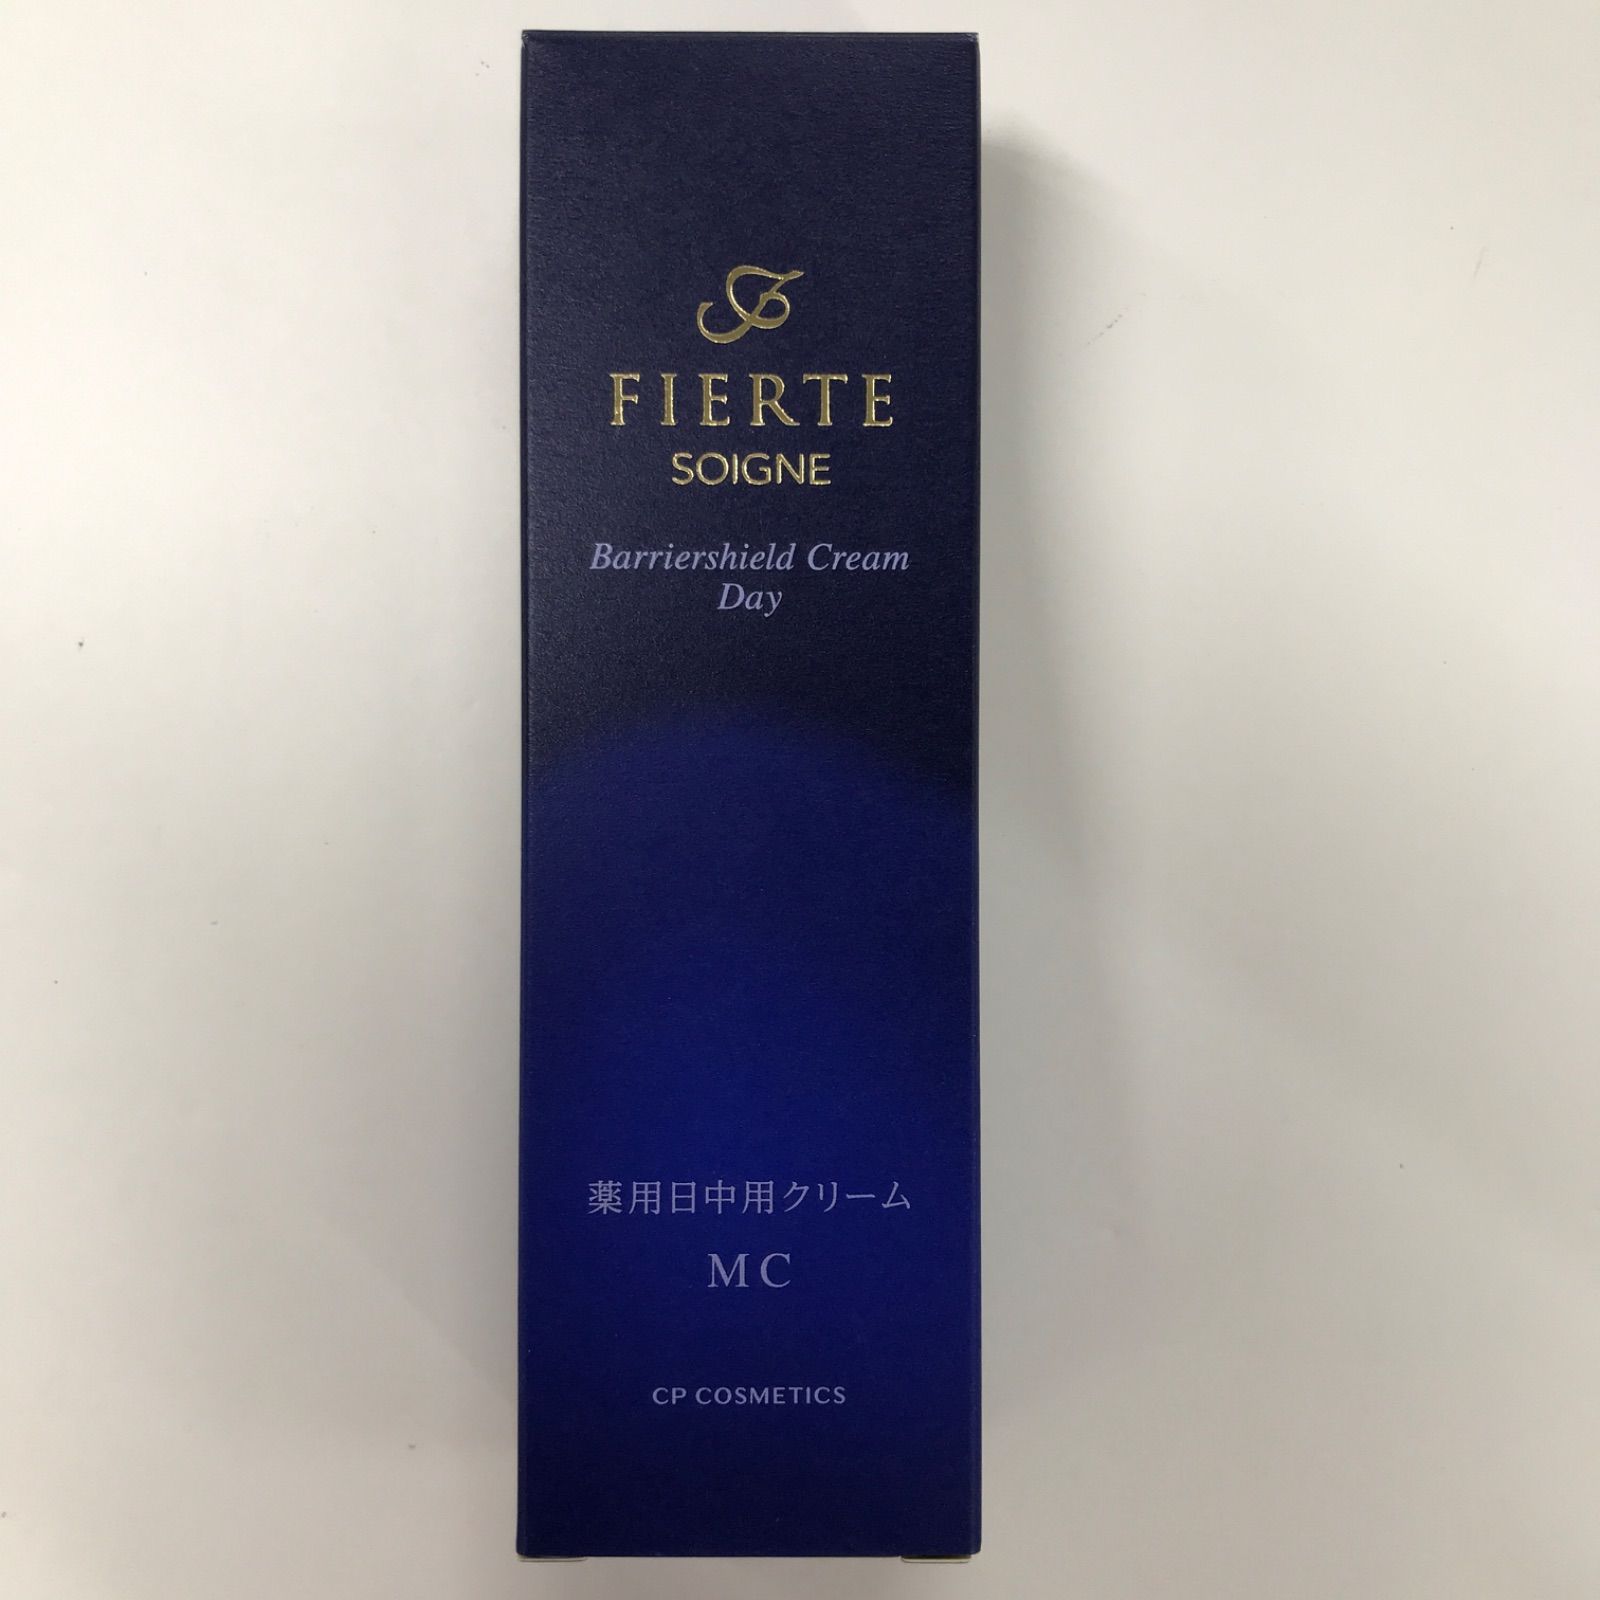 FIERTE
SOIGNE
Barriershield Cream
Day
薬用日中用クリーム
MC
CP COSMETICS